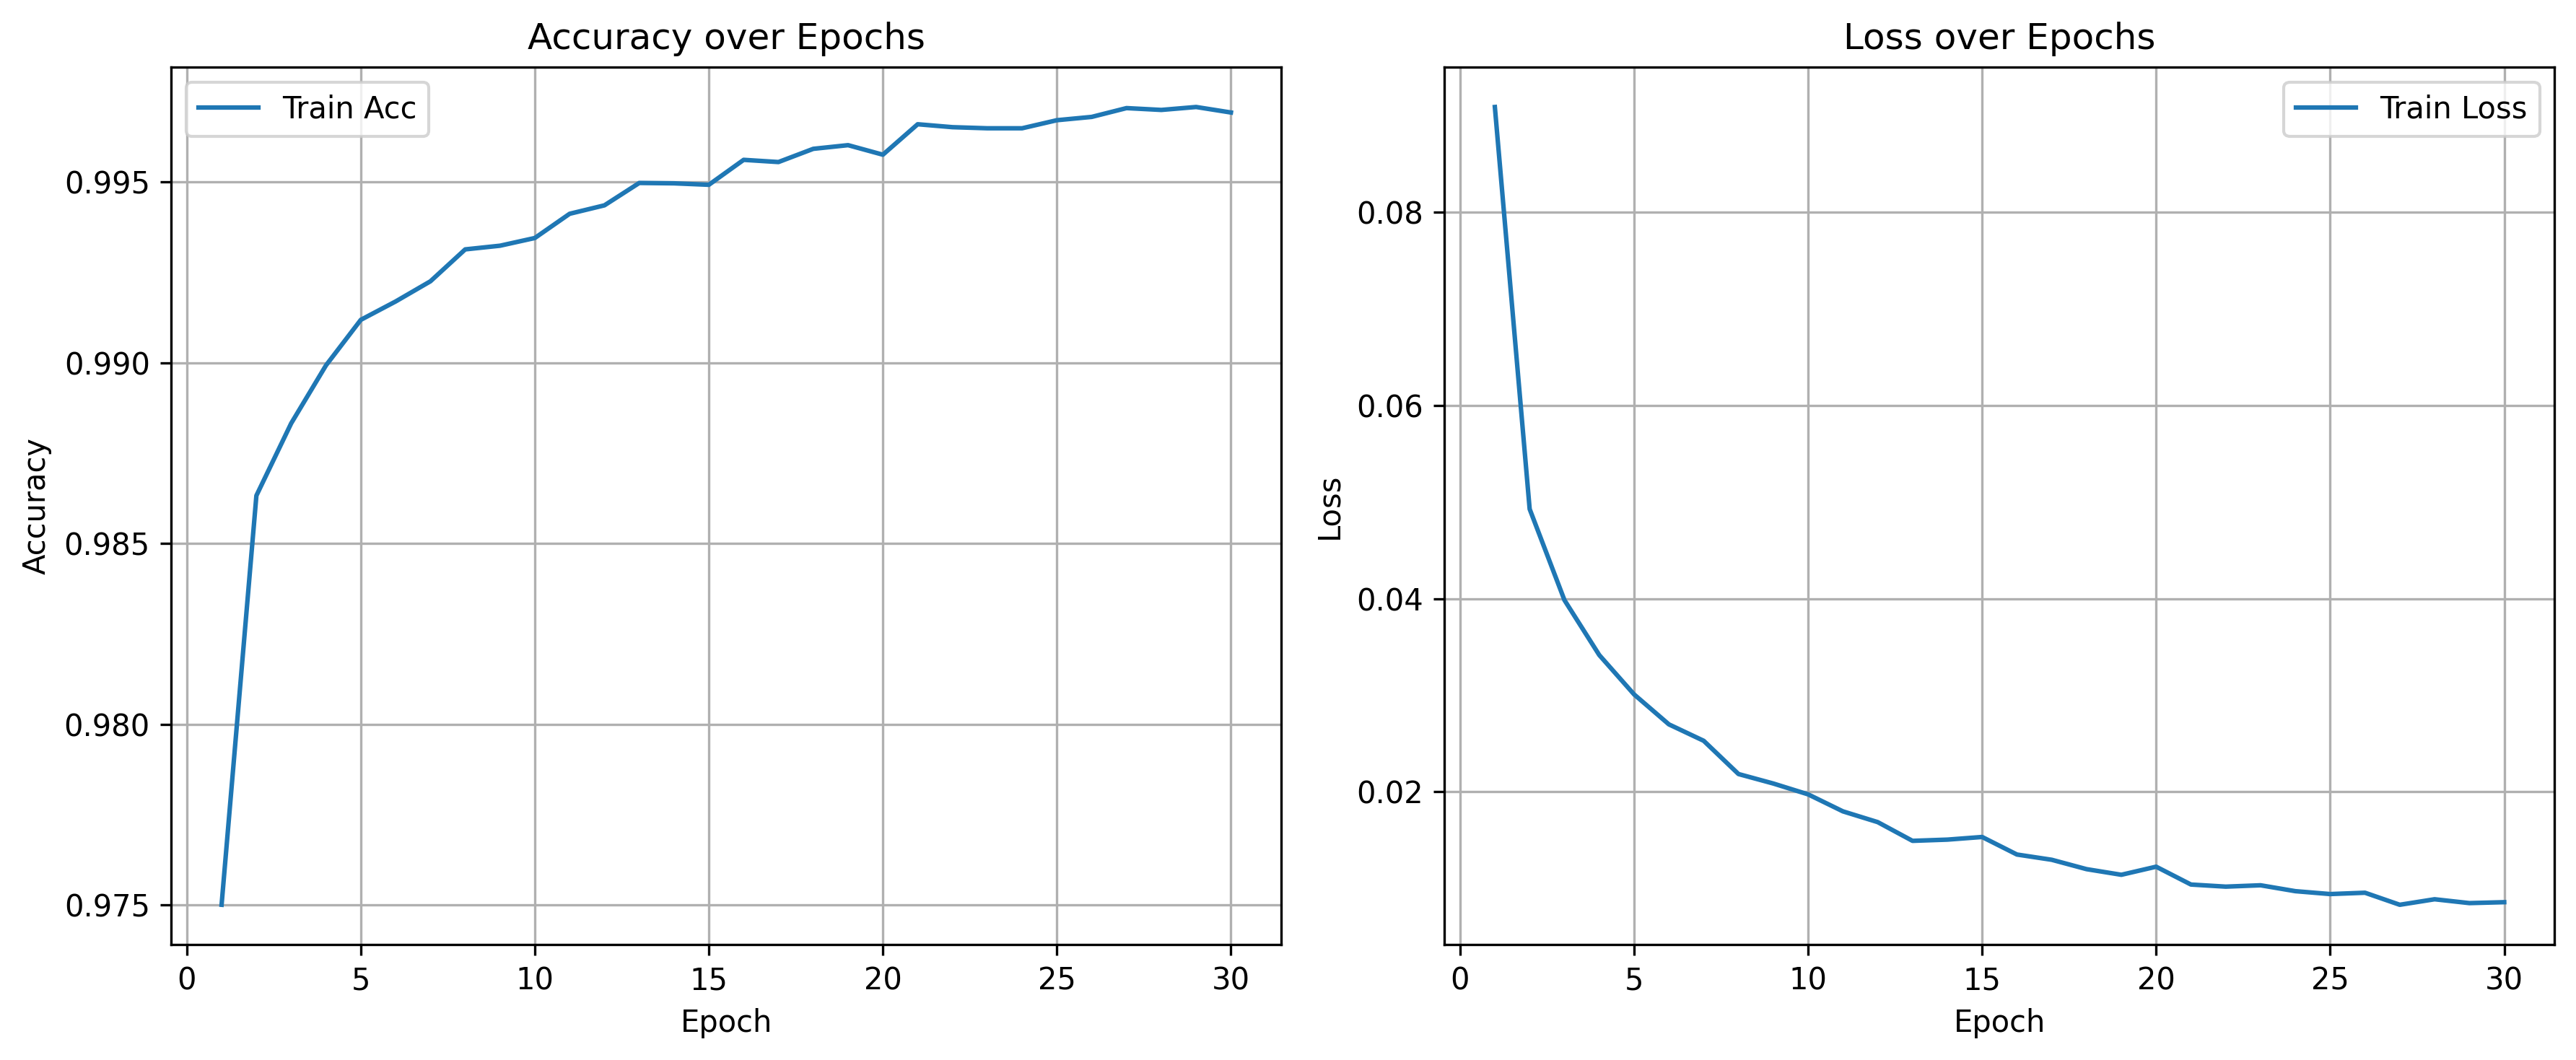 Accuracy over Epochs
Train Acc
0.995
0.990
0.985
0.980
0.975
Accuracy
0 5 10 15 20 25 30
Epoch
Loss over Epochs
Train Loss
0.08
0.06
0.04
0.02
Loss
0 5 10 15 20 25 30
Epoch